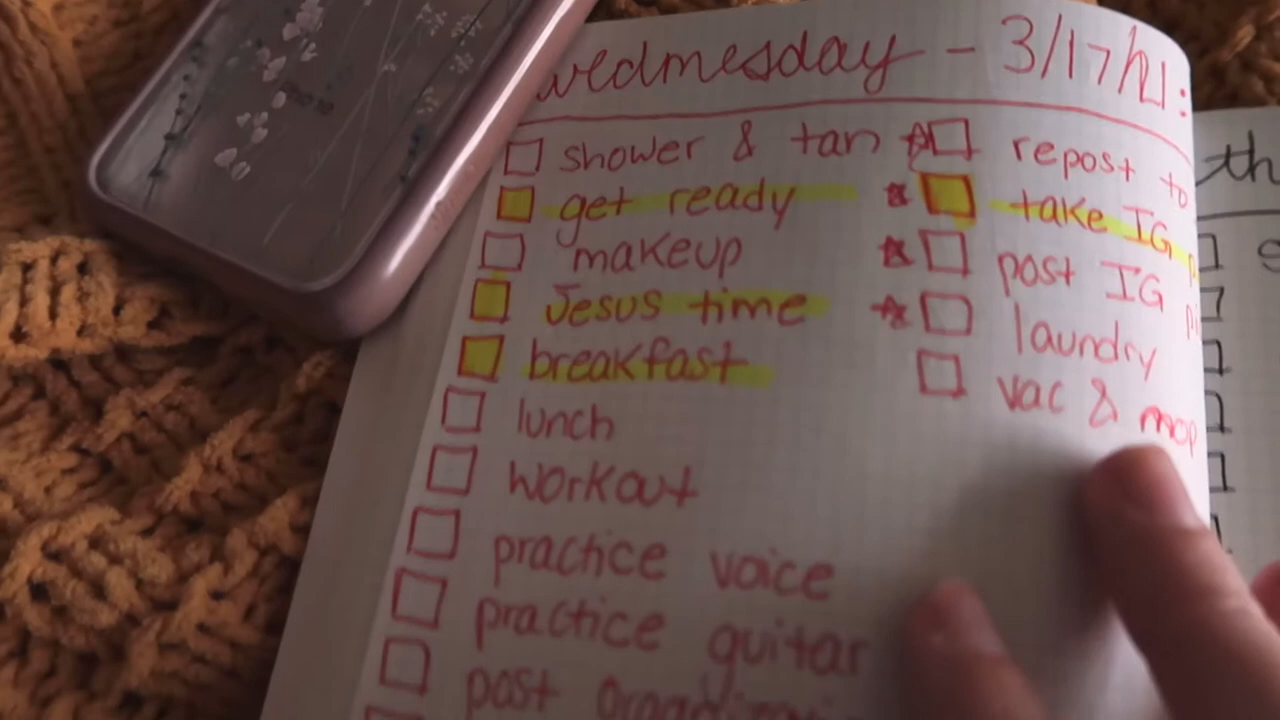 wednesday - 3/17/21:
shower & tan
get ready
makeup
Jesus time
breakfast
lunch
workout
practice voice
practice guitar
post
repost to
take IG
post IG
laundry
vac & mop
th